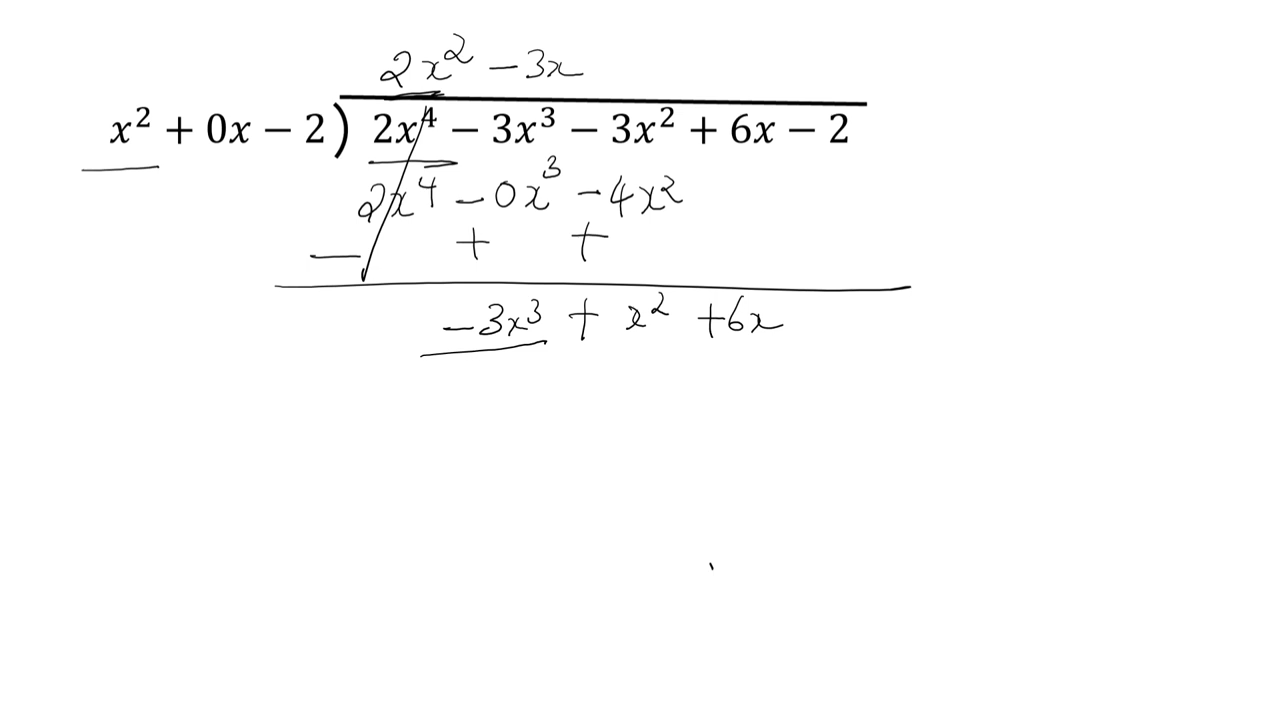 2x² - 3x
x² + 0x − 2) 2x⁴ − 3x³ − 3x² + 6x − 2
2x⁴ - 0x³ - 4x²
- + +
- 3x³ + x² + 6x